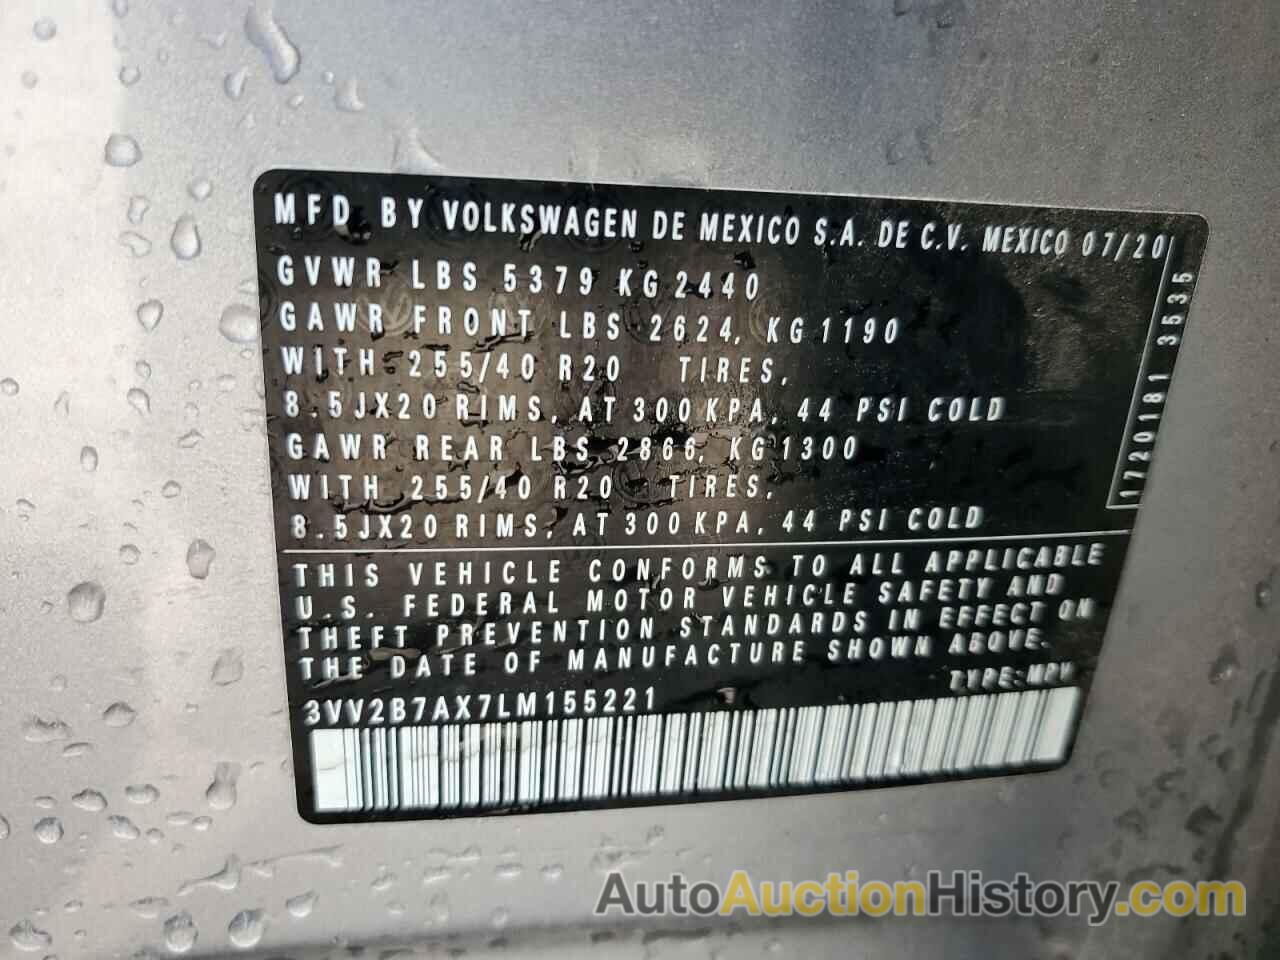 MFD. BY VOLKSWAGEN DE MEXICO S.A. DE C.V. MEXICO 07/20
GVWR LBS 5379 KG 2440
GAWR FRONT LBS 2624, KG 1190
WITH 255/40 R20 TIRES,
8.5JX20 RIMS, AT 300 KPA, 44 PSI COLD
GAWR REAR LBS 2866, KG 1300
WITH 255/40 R20 TIRES,
8.5JX20 RIMS, AT 300 KPA, 44 PSI COLD
1720181 3535
THIS VEHICLE CONFORMS TO ALL APPLICABLE
U.S. FEDERAL MOTOR VEHICLE SAFETY AND
THEFT PREVENTION STANDARDS IN EFFECT ON
THE DATE OF MANUFACTURE SHOWN ABOVE.
TYPE: MPV
3VV2B7AX7LM155221
AutoAuctionHistory.com